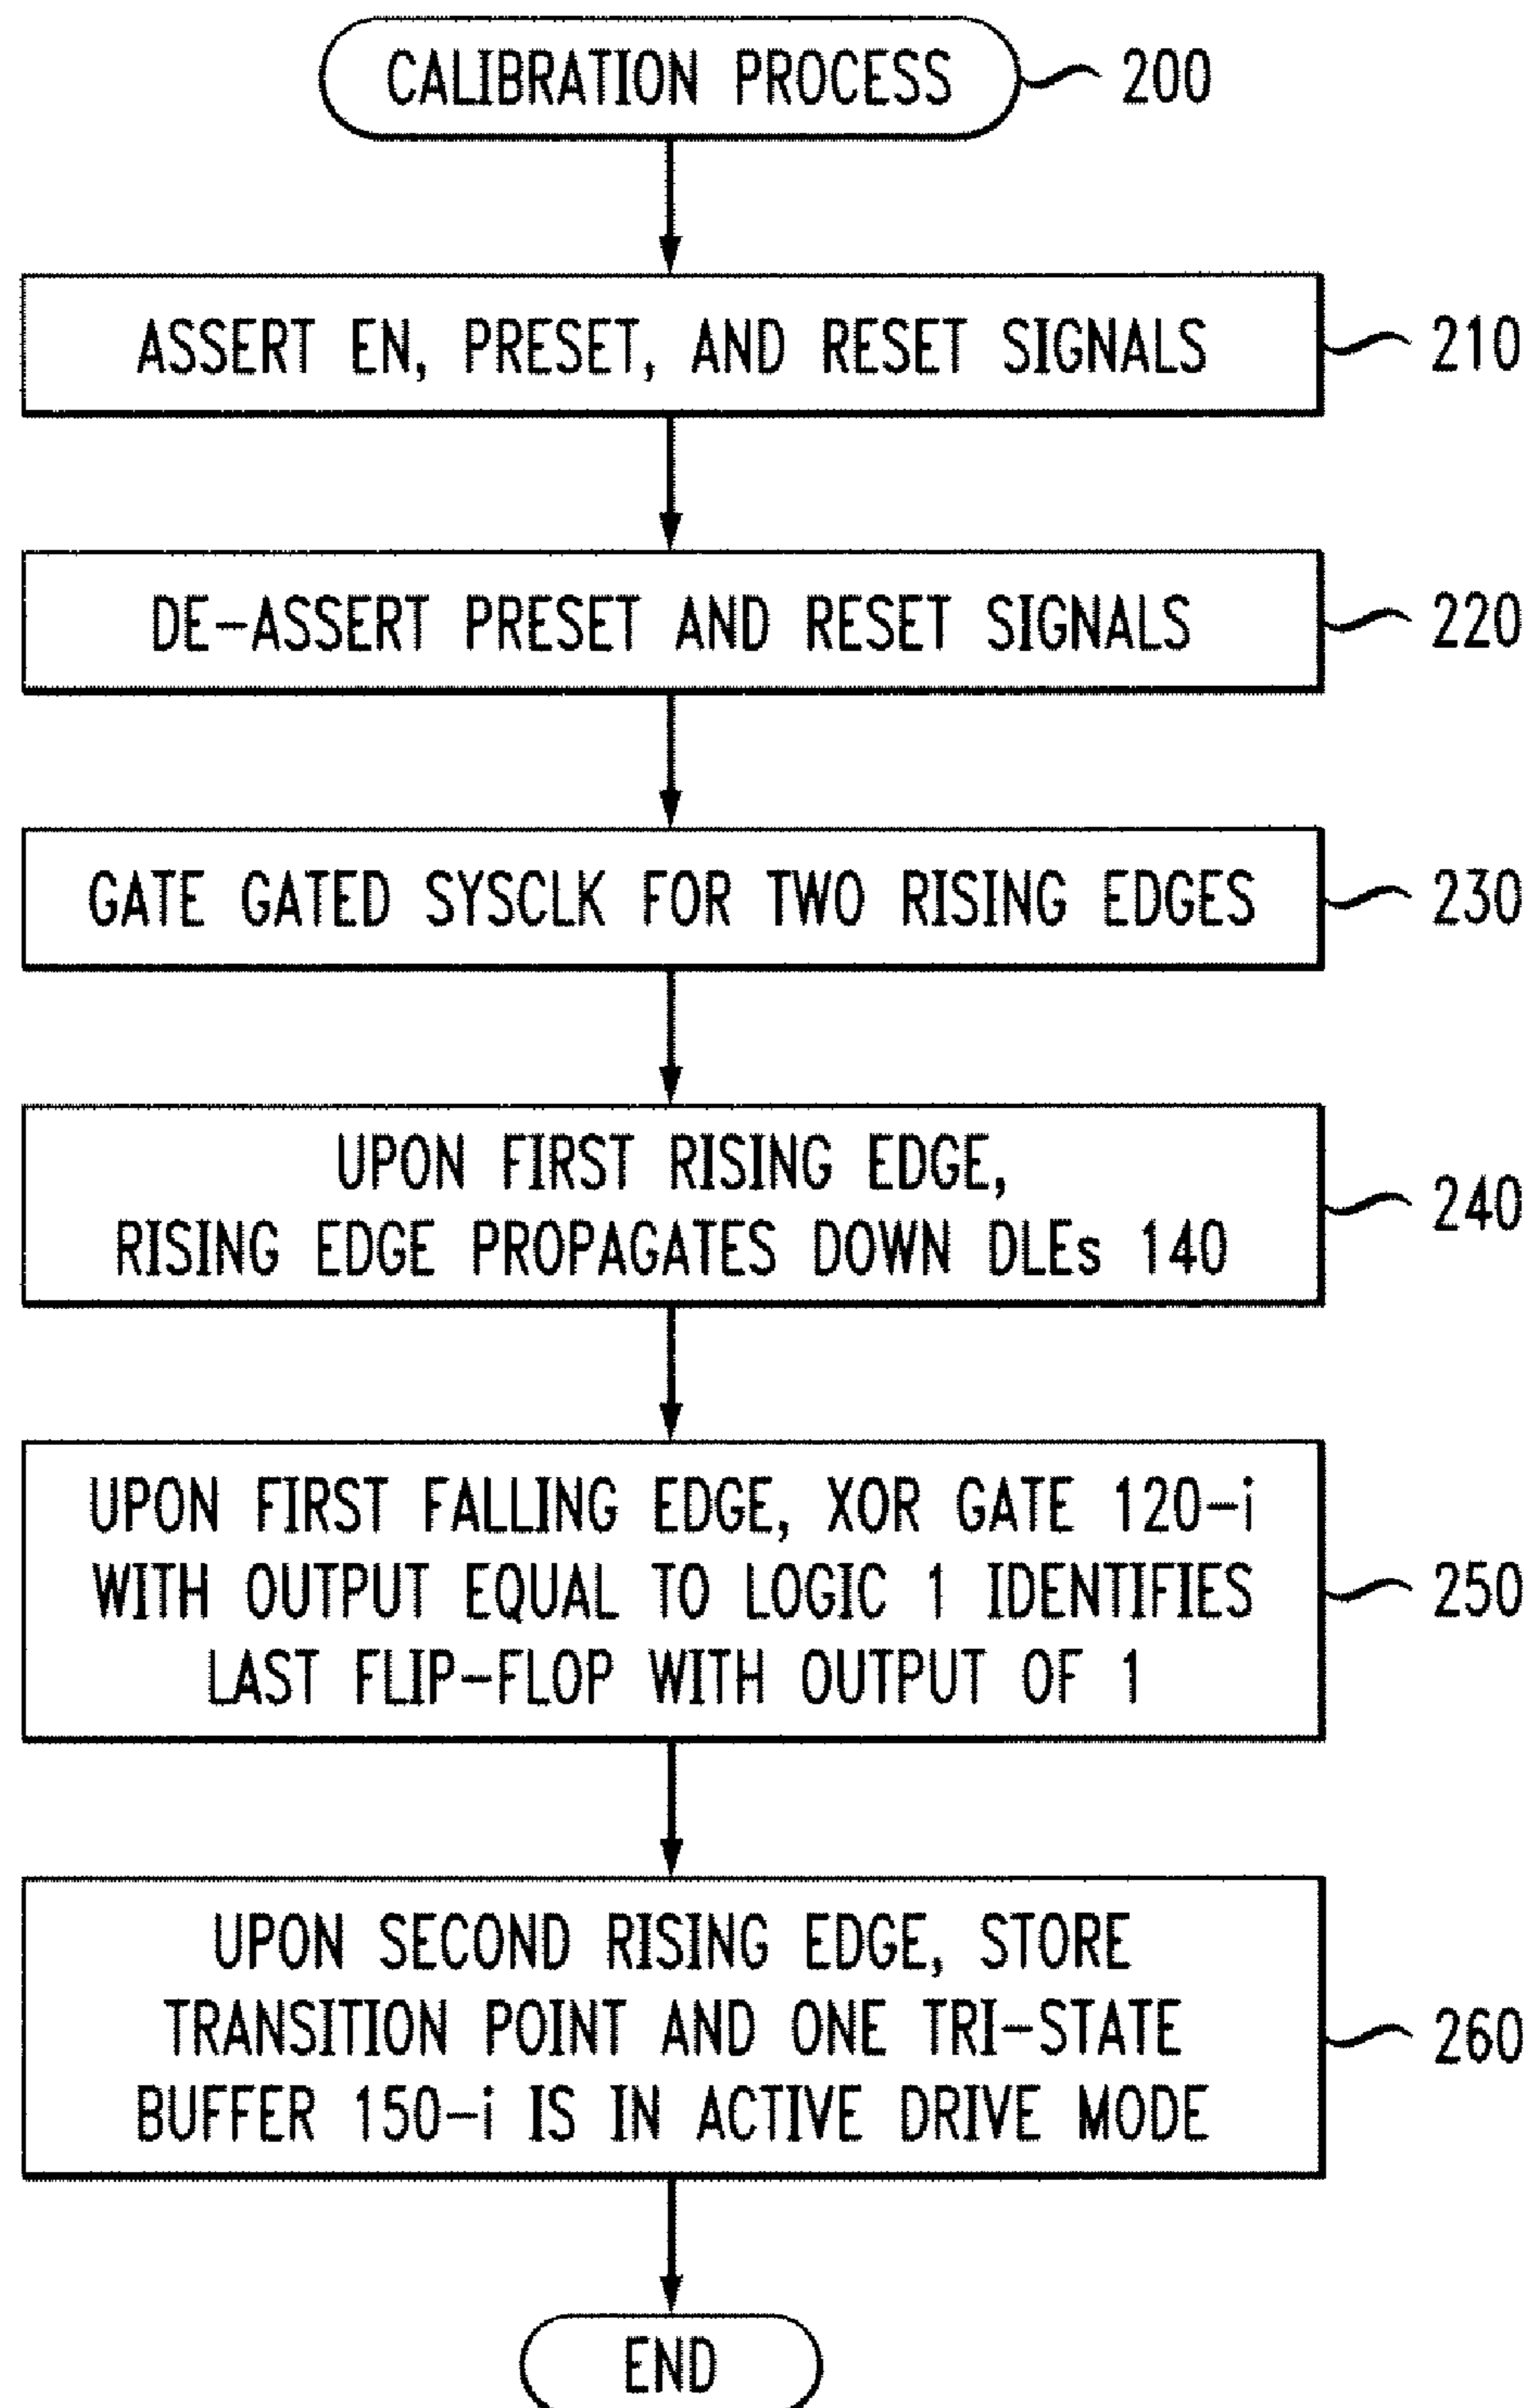 CALIBRATION PROCESS 200
ASSERT EN, PRESET, AND RESET SIGNALS 210
DE-ASSERT PRESET AND RESET SIGNALS 220
GATE GATED SYSCLK FOR TWO RISING EDGES 230
UPON FIRST RISING EDGE,
RISING EDGE PROPAGATES DOWN DLEs 140
240
UPON FIRST FALLING EDGE, XOR GATE 120-i
WITH OUTPUT EQUAL TO LOGIC 1 IDENTIFIES
LAST FLIP-FLOP WITH OUTPUT OF 1
250
UPON SECOND RISING EDGE, STORE
TRANSITION POINT AND ONE TRI-STATE
BUFFER 150-i IS IN ACTIVE DRIVE MODE
260
END